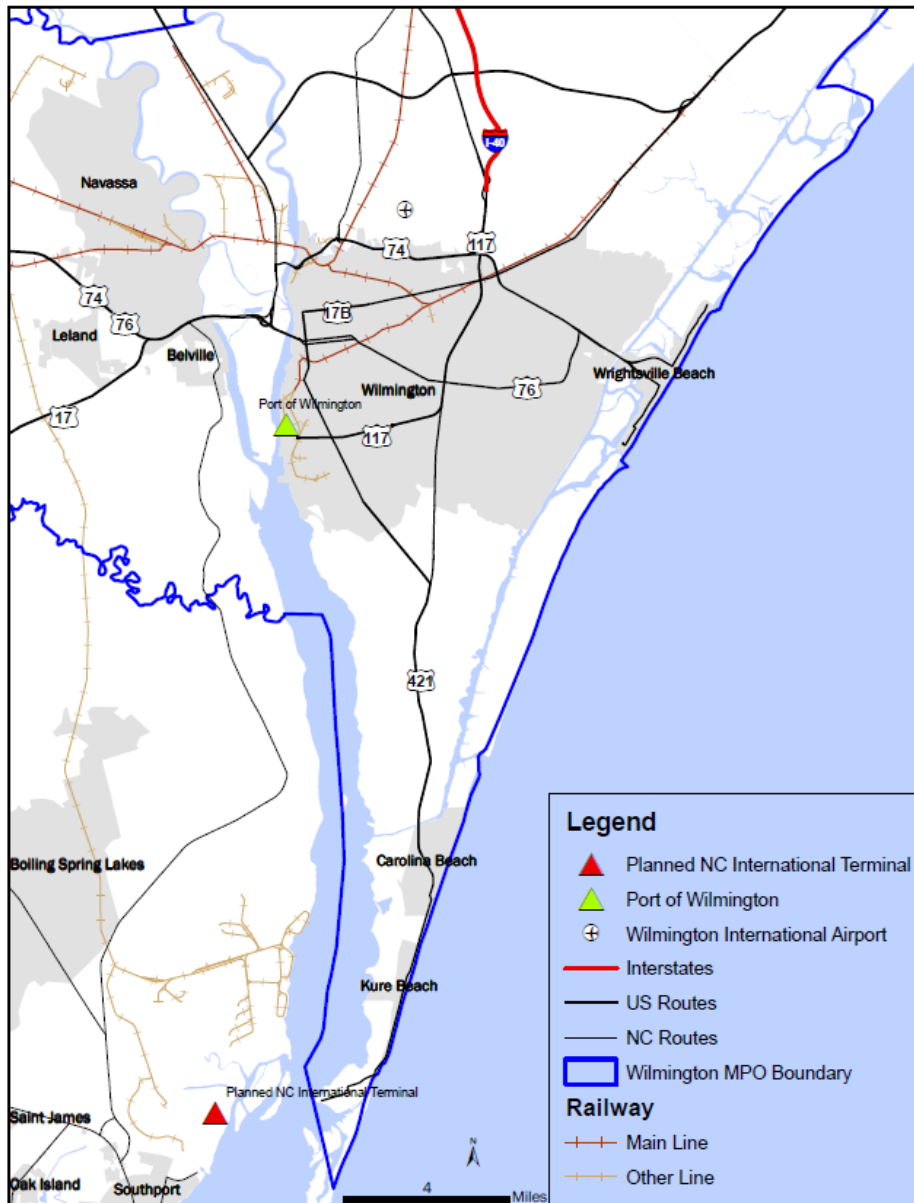 I-40
Navassa
74
117
74
17B
76
Leland
Belville
Wrightsville Beach
Wilmington
76
Port of Wilmington
17
117
421
Legend
Planned NC International Terminal
Port of Wilmington
Wilmington International Airport
Interstates
US Routes
NC Routes
Wilmington MPO Boundary
Railway
Main Line
Other Line
Boiling Spring Lakes
Carolina Beach
Kure Beach
Planned NC International Terminal
Saint James
Oak Island
Southport
N
4
Miles